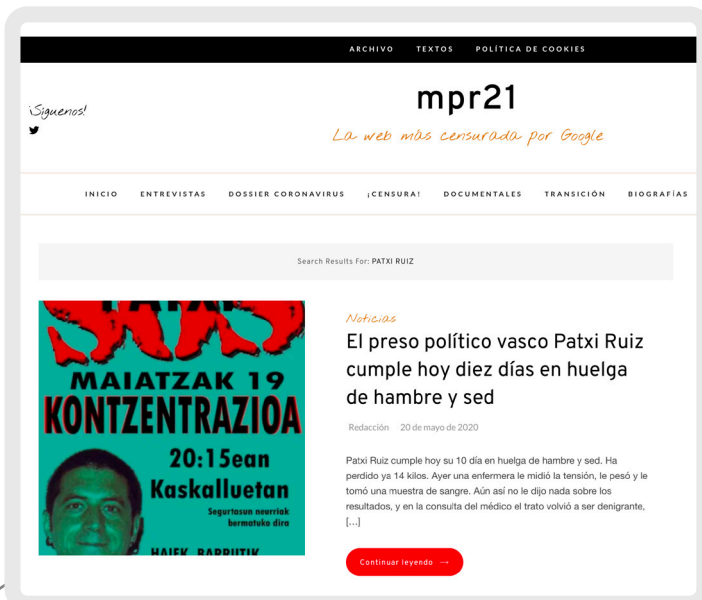 ARCHIVO TEXTOS POLÍTICA DE COOKIES
¡Síguenos!
mpr21
La web más censurada por Google
INICIO ENTREVISTAS DOSSIER CORONAVIRUS ¡CENSURA! DOCUMENTALES TRANSICIÓN BIOGRAFÍAS
Search Results For: PATXI RUIZ
MAIATZAK 19
KONTZENTRAZIOA
20:15ean
Kaskalluetan
Segurtasun neurriak
bermatuko dira
HAIEK BARRUTIK
Noticias
El preso político vasco Patxi Ruiz
cumple hoy diez días en huelga
de hambre y sed
Redacción 20 de mayo de 2020
Patxi Ruiz cumple hoy su 10 día en huelga de hambre y sed. Ha
perdido ya 14 kilos. Ayer una enfermera le midió la tensión, le pesó y le
tomó una muestra de sangre. Aún así no le dijo nada sobre los
resultados, y en la consulta del médico el trato volvió a ser denigrante,
[…]
Continuar leyendo →